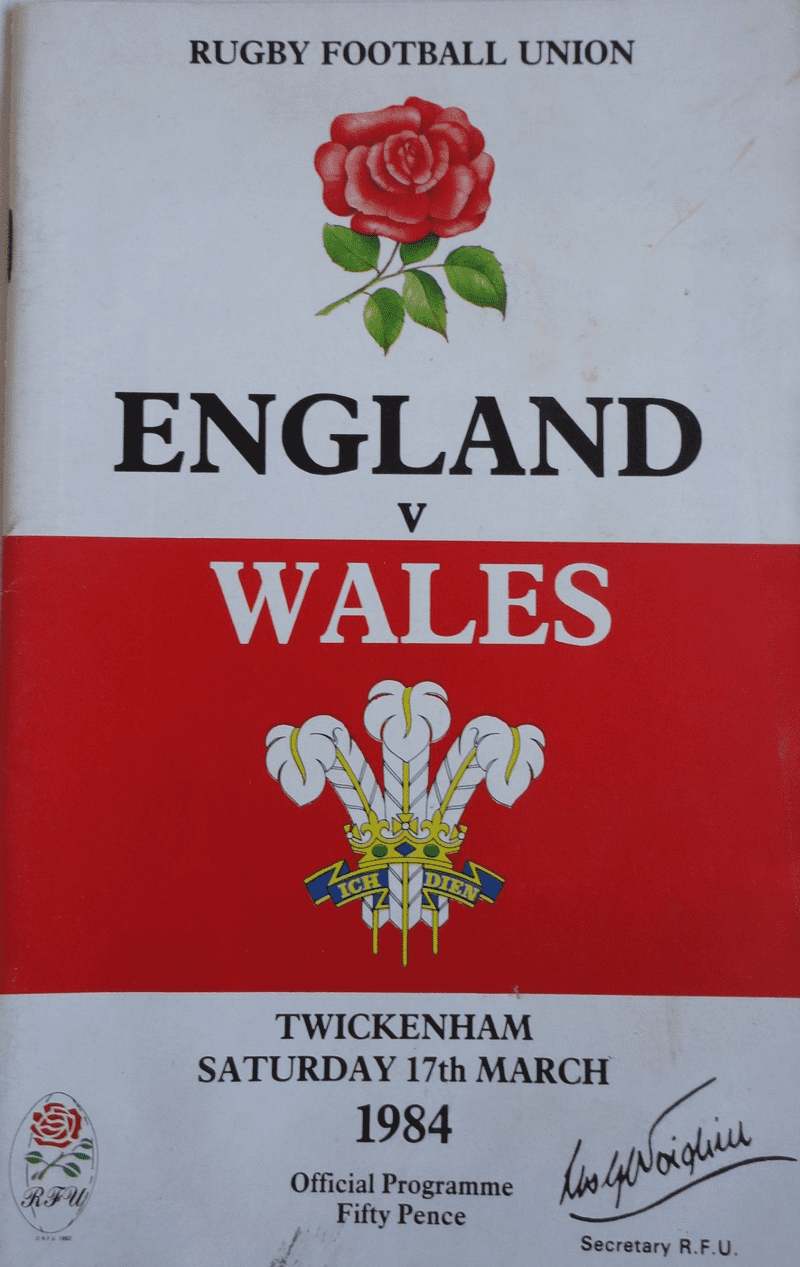 RUGBY FOOTBALL UNION
ENGLAND
v
WALES
ICH DIEN
TWICKENHAM
SATURDAY 17th MARCH
1984
Official Programme
Fifty Pence
RFU
Secretary R.F.U.